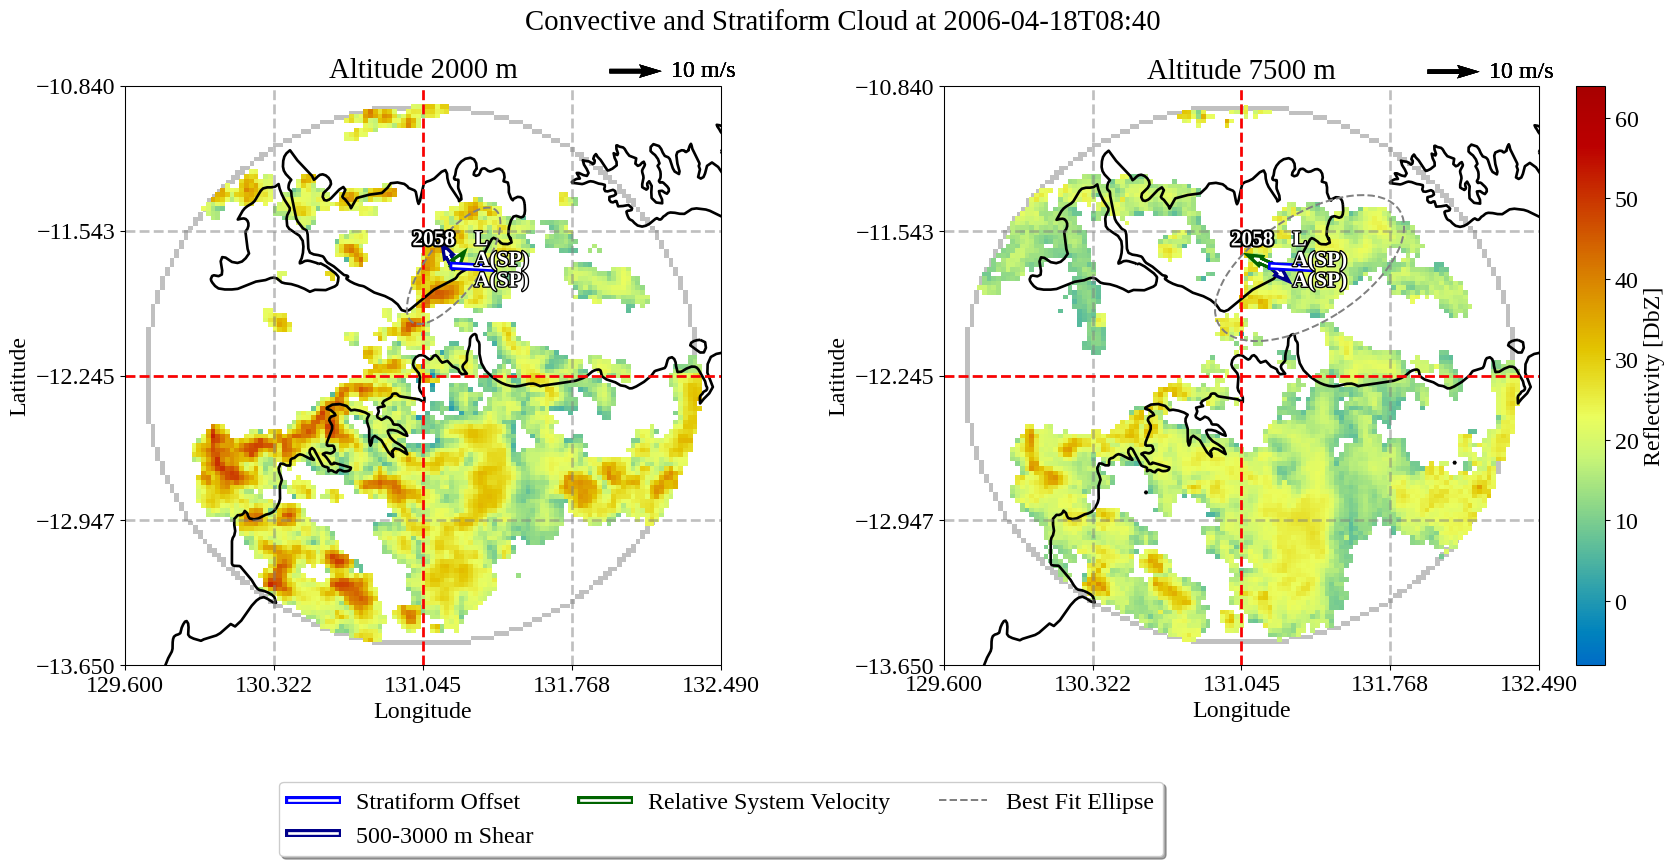 Convective and Stratiform Cloud at 2006-04-18T08:40
Altitude 2000 m
10 m/s
−10.840
−11.543
−12.245
−12.947
−13.650
129.600
130.322
131.045
131.768
132.490
Latitude
Longitude
2058
L
A(SP)
A(SP)
Altitude 7500 m
10 m/s
−10.840
−11.543
−12.245
−12.947
−13.650
129.600
130.322
131.045
131.768
132.490
Latitude
Longitude
2058
L
A(SP)
A(SP)
60
50
40
30
20
10
0
Reflectivity [DbZ]
Stratiform Offset
500-3000 m Shear
Relative System Velocity
Best Fit Ellipse